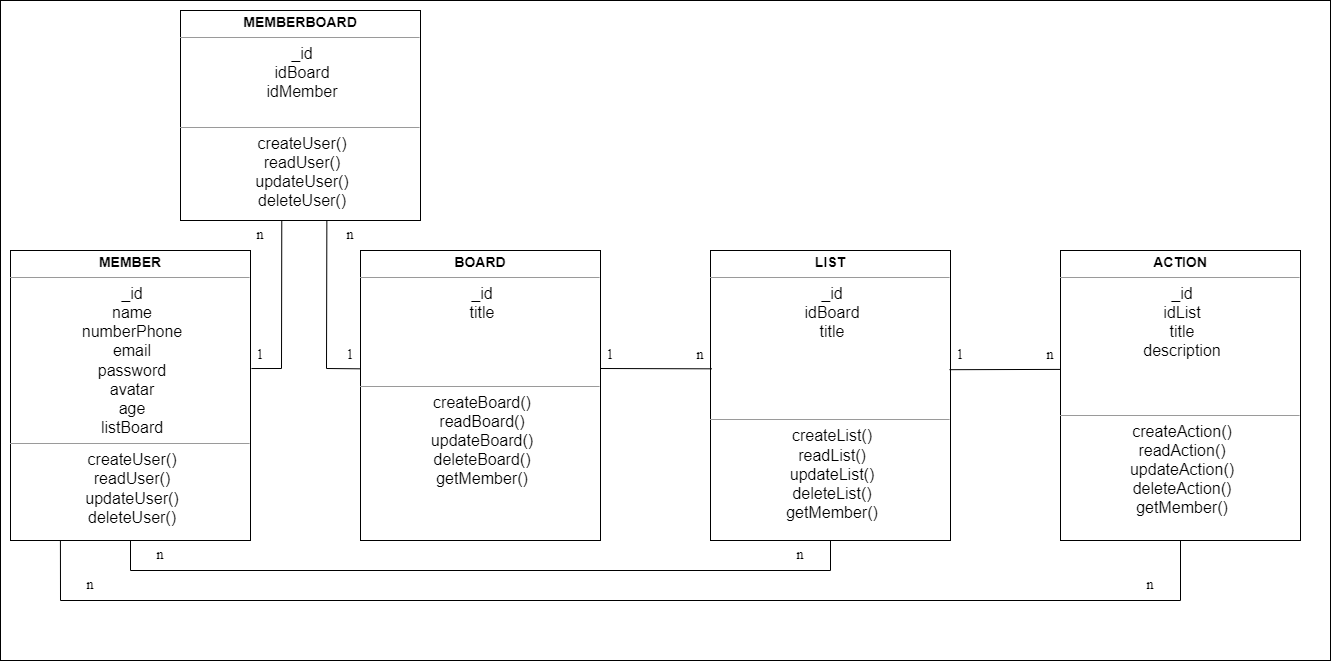 MEMBERBOARD
_id
idBoard
idMember
createUser()
readUser()
updateUser()
deleteUser()
n
n
MEMBER
_id
name
numberPhone
email
password
avatar
age
listBoard
createUser()
readUser()
updateUser()
deleteUser()
1
1
BOARD
_id
title
createBoard()
readBoard()
updateBoard()
deleteBoard()
getMember()
1
n
LIST
_id
idBoard
title
createList()
readList()
updateList()
deleteList()
getMember()
1
n
ACTION
_id
idList
title
description
createAction()
readAction()
updateAction()
deleteAction()
getMember()
n
n
n
n